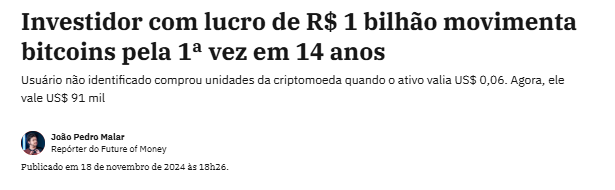 Investidor com lucro de R$ 1 bilhão movimenta
bitcoins pela 1ª vez em 14 anos
Usuário não identificado comprou unidades da criptomoeda quando o ativo valia US$ 0,06. Agora, ele
vale US$ 91 mil
João Pedro Malar
Repórter do Future of Money
Publicado em 18 de novembro de 2024 às 18h26.